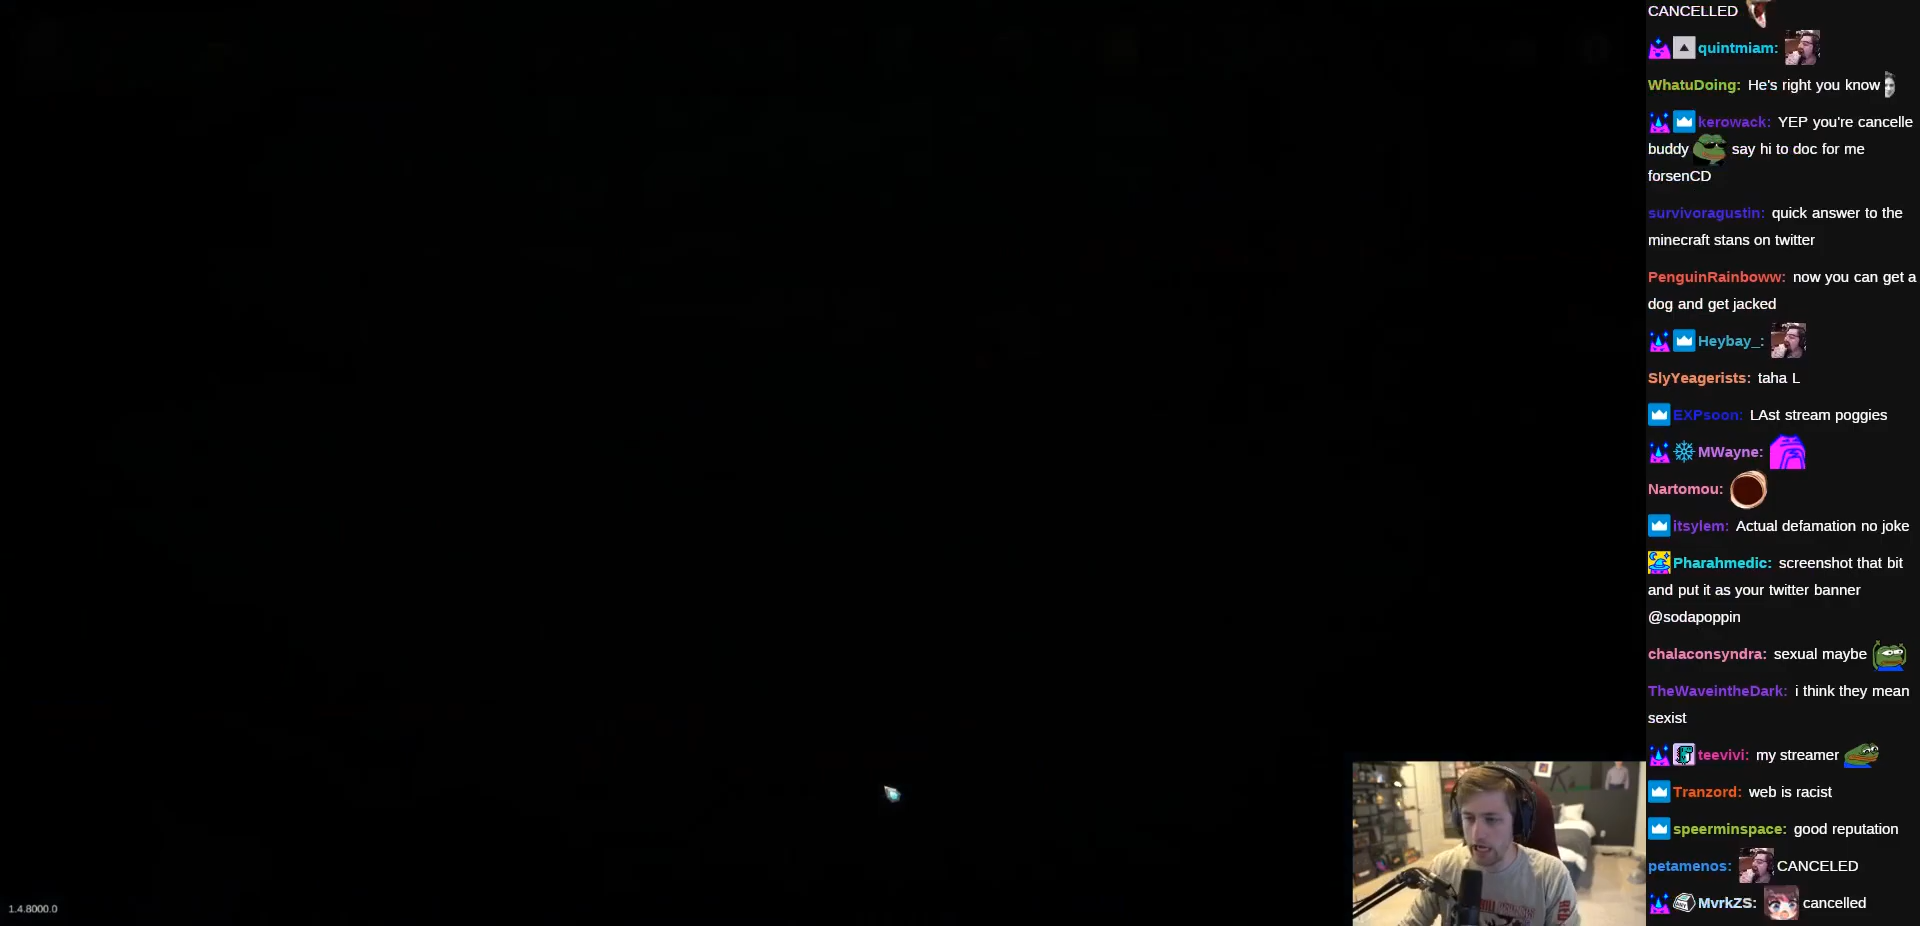 CANCELLED
quintmiam:
WhatuDoing: He's right you know
kerowack: YEP you're cancelle
buddy say hi to doc for me
forsenCD
survivoragustin: quick answer to the
minecraft stans on twitter
PenguinRainboww: now you can get a
dog and get jacked
Heybay_:
SlyYeagerists: taha L
EXPsoon: LAst stream poggies
MWayne:
Nartomou:
itsylem: Actual defamation no joke
Pharahmedic: screenshot that bit
and put it as your twitter banner
@sodapoppin
chalaconsyndra: sexual maybe
TheWaveintheDark: i think they mean
sexist
teevivi: my streamer
Tranzord: web is racist
speerminspace: good reputation
petamenos: CANCELED
MvrkZS: cancelled
1.4.8000.0